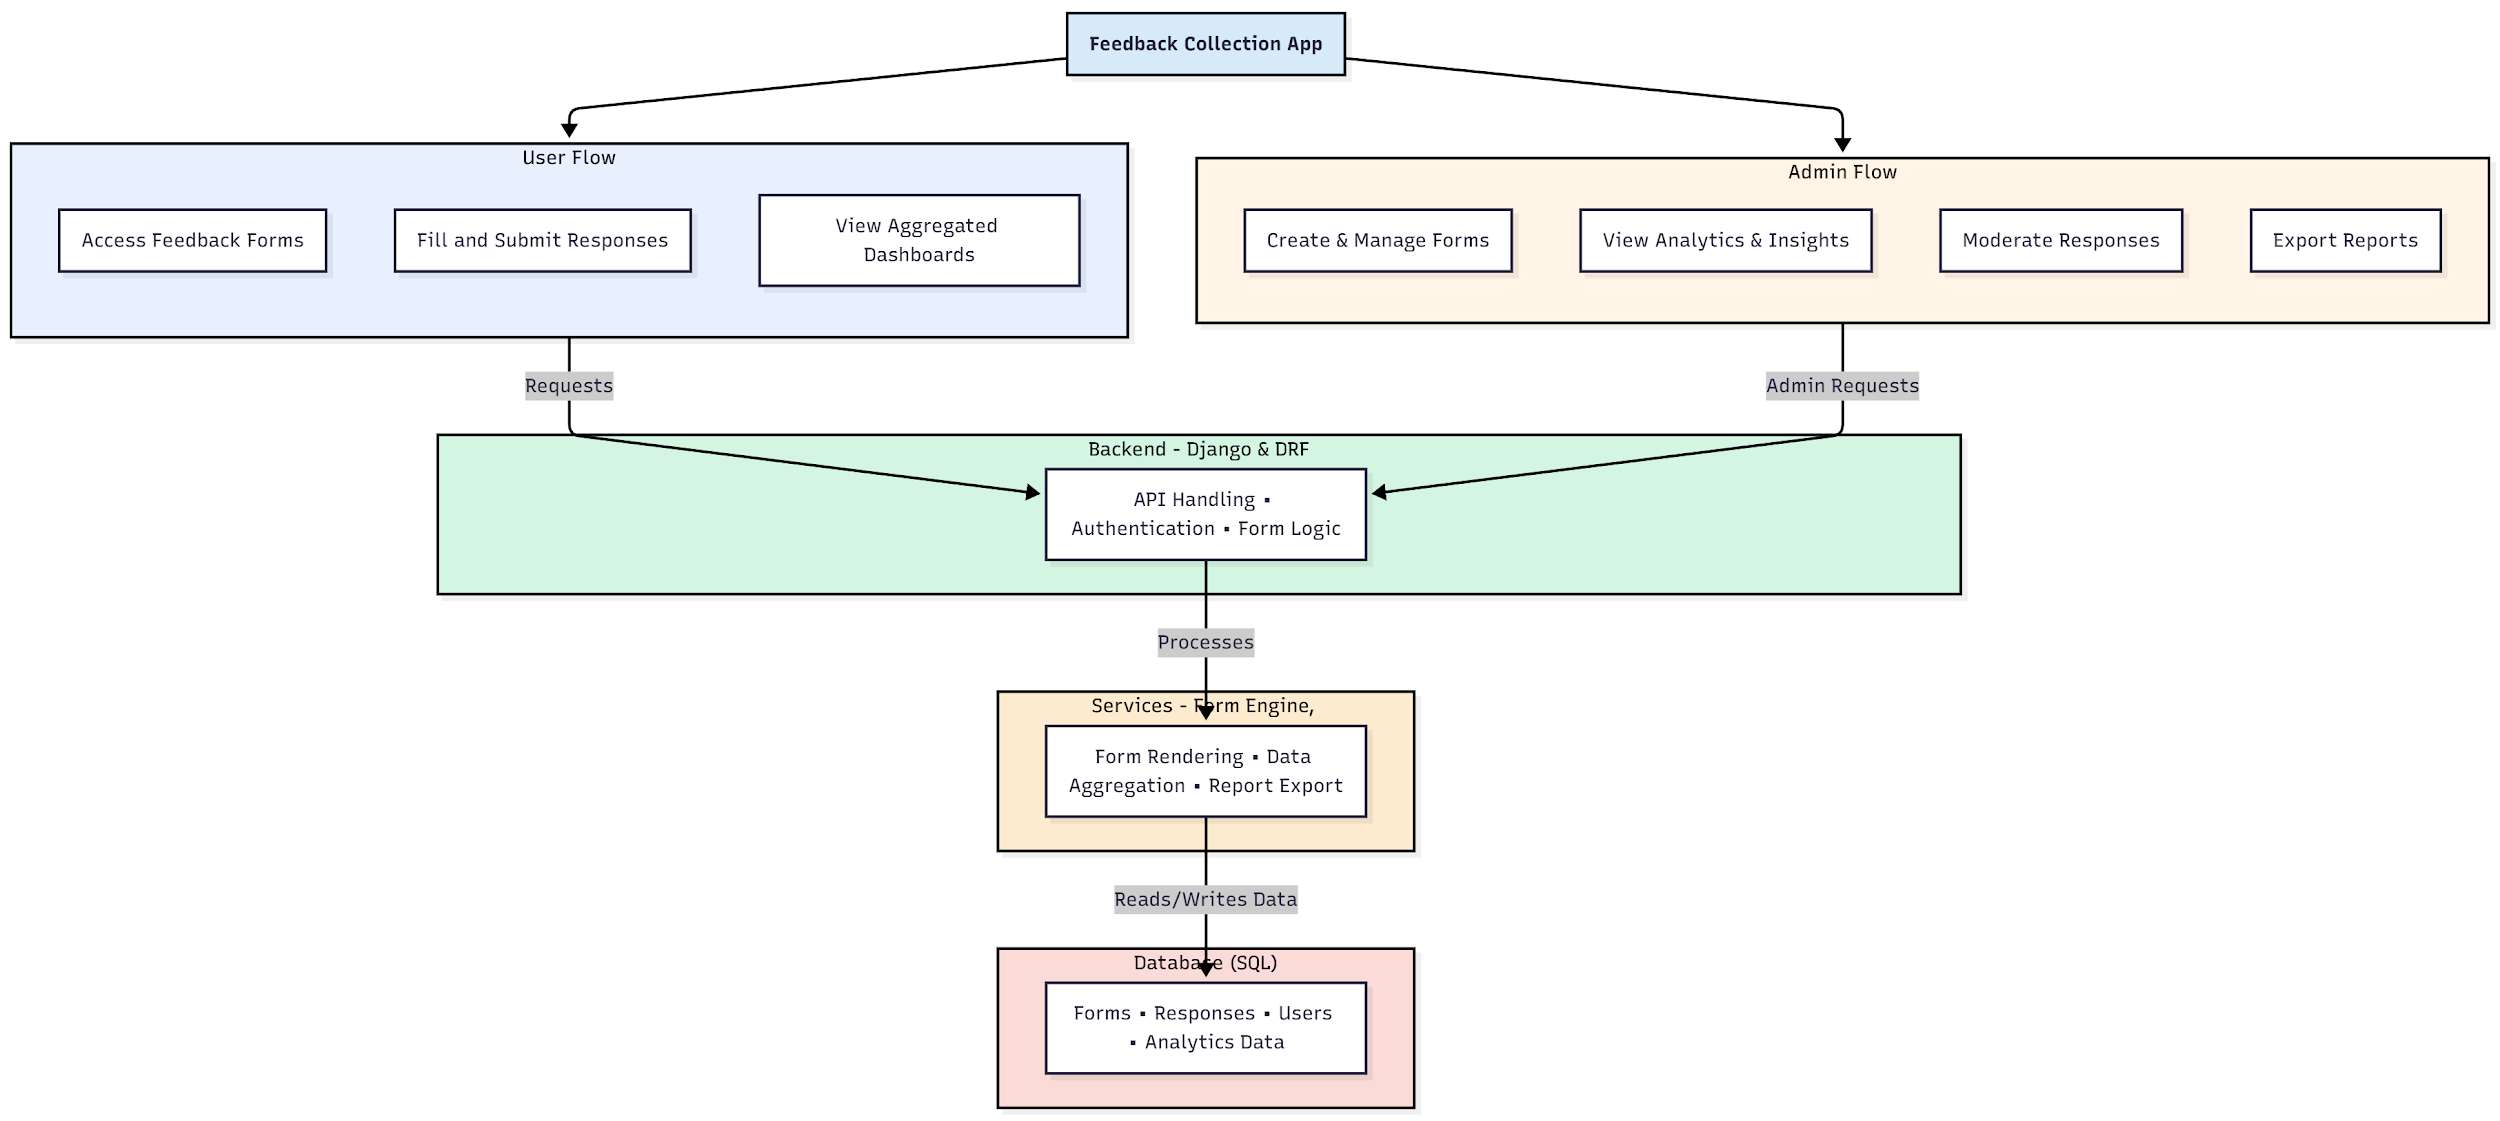 Feedback Collection App
User Flow
Access Feedback Forms
Fill and Submit Responses
View Aggregated
Dashboards
Admin Flow
Create & Manage Forms
View Analytics & Insights
Moderate Responses
Export Reports
Requests
Admin Requests
Backend - Django & DRF
API Handling ▪
Authentication ▪ Form Logic
Processes
Services - Form Engine,
Form Rendering ▪ Data
Aggregation ▪ Report Export
Reads/Writes Data
Database (SQL)
Forms ▪ Responses ▪ Users
▪ Analytics Data